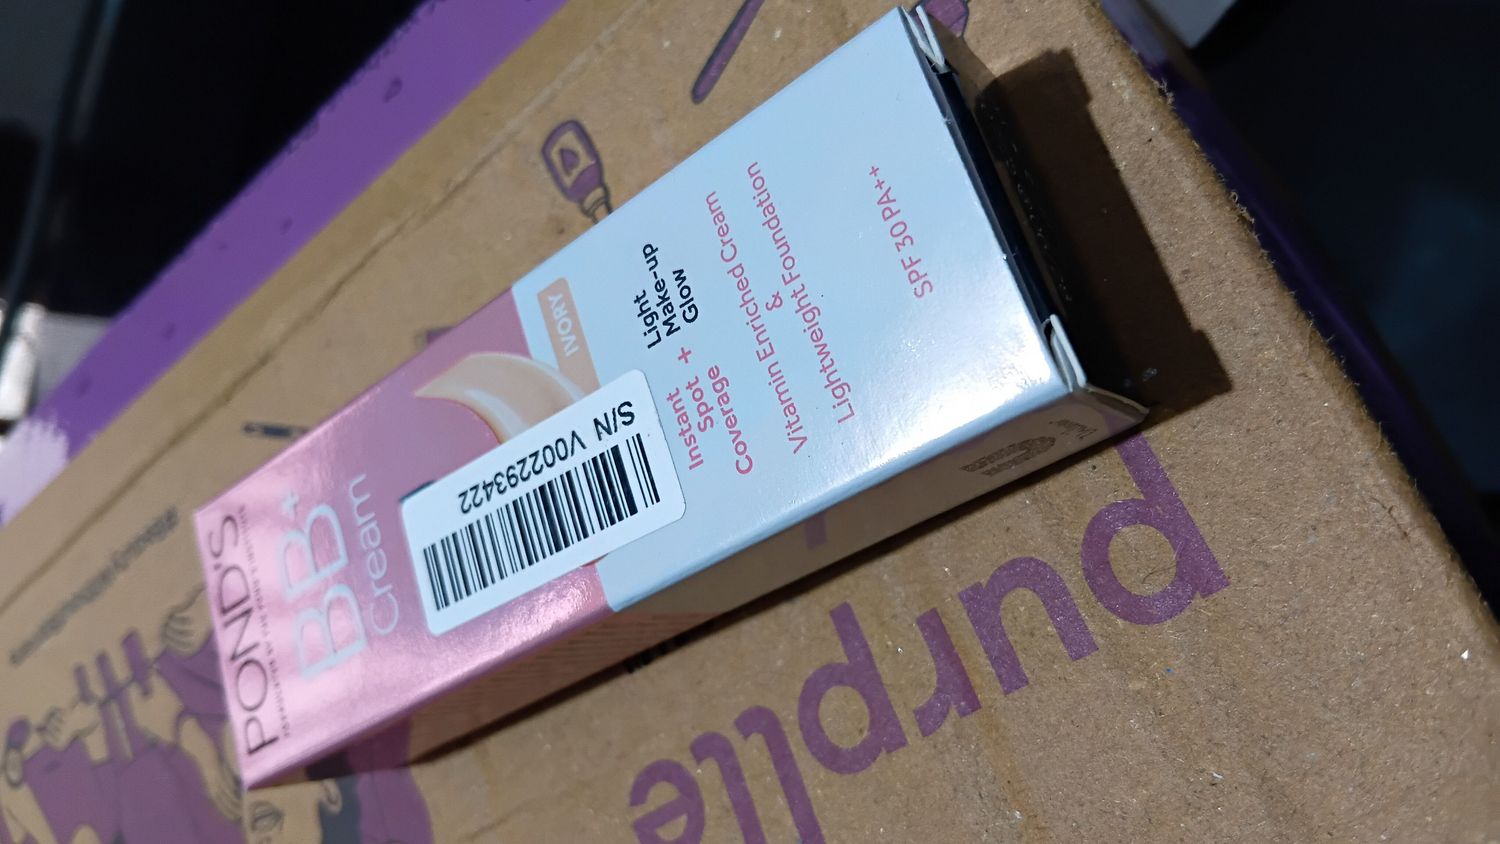 POND'S
BB+
cream
IVORY
S/N V002293422
Instant
Spot
Coverage
+
Light
Make-up
Glow
Vitamin Enriched Cream
&
Lightweight Foundation
SPF 30 PA++
purplle